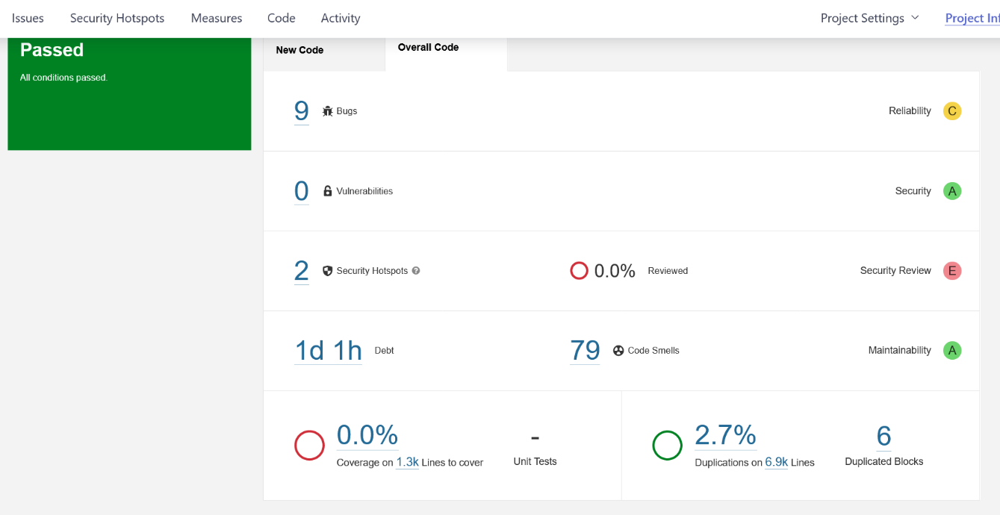 Issues Security Hotspots Measures Code Activity Project Settings Project Inf
Passed
All conditions passed.
New Code Overall Code
9 Bugs Reliability C
0 Vulnerabilities Security A
2 Security Hotspots ? 0.0% Reviewed Security Review E
1d 1h Debt 79 Code Smells Maintainability A
0.0%
Coverage on 1.3k Lines to cover
-
Unit Tests
2.7%
Duplications on 6.9k Lines
6
Duplicated Blocks